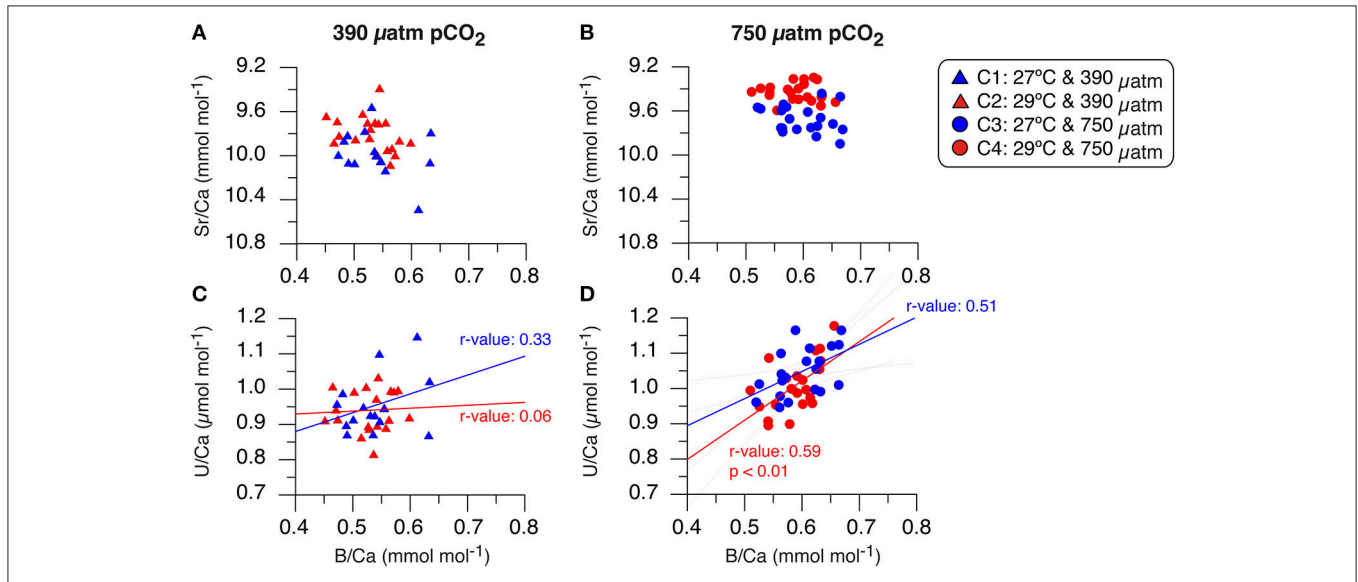 A
390 µatm pCO2
B
750 µatm pCO2
Sr/Ca (mmol mol-1)
9.2
9.6
10.0
10.4
10.8
0.4 0.5 0.6 0.7 0.8
Sr/Ca (mmol mol-1)
9.2
9.6
10.0
10.4
10.8
0.4 0.5 0.6 0.7 0.8
C1: 27ºC & 390 µatm
C2: 29ºC & 390 µatm
C3: 27ºC & 750 µatm
C4: 29ºC & 750 µatm
C
U/Ca (µmol mol-1)
1.2
1.1
1.0
0.9
0.8
0.7
r-value: 0.33
r-value: 0.06
0.4 0.5 0.6 0.7 0.8
B/Ca (mmol mol-1)
D
U/Ca (µmol mol-1)
1.2
1.1
1.0
0.9
0.8
0.7
r-value: 0.51
r-value: 0.59
p < 0.01
0.4 0.5 0.6 0.7 0.8
B/Ca (mmol mol-1)